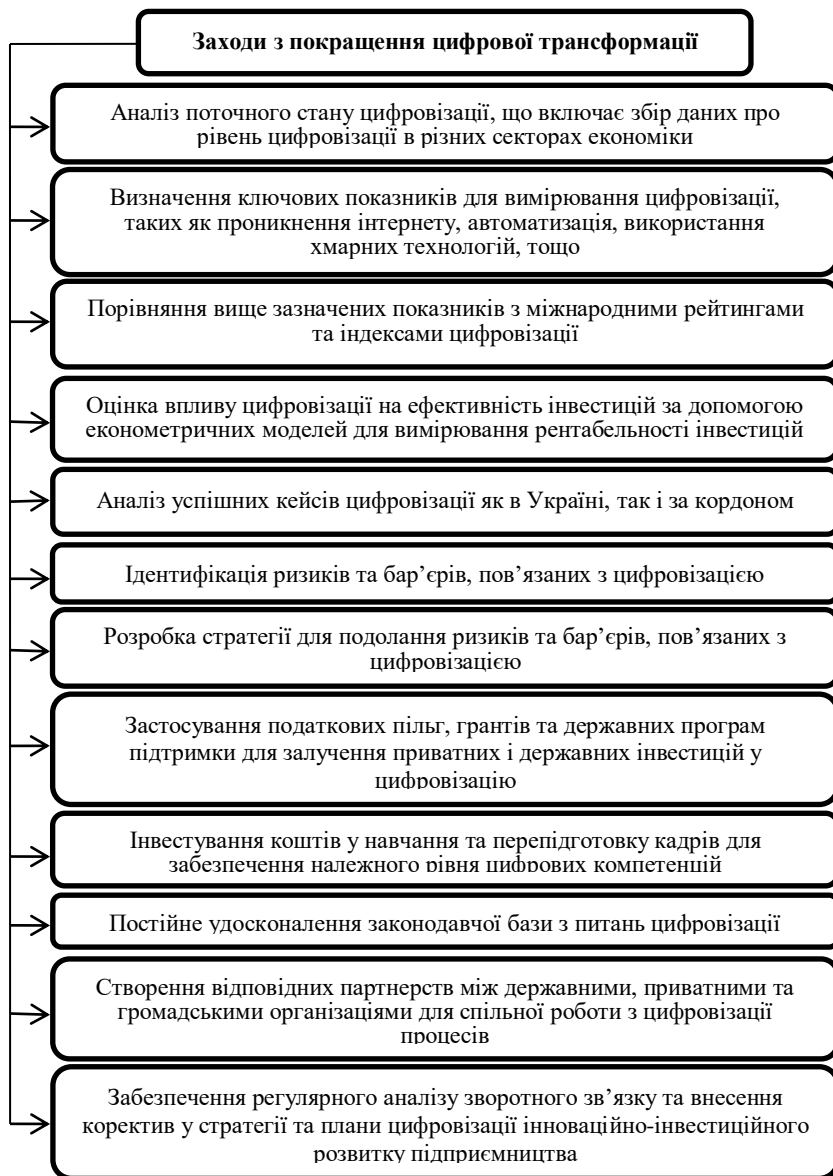 Заходи з покращення цифрової трансформації
Аналіз поточного стану цифровізації, що включає збір даних про
рівень цифровізації в різних секторах економіки
Визначення ключових показників для вимірювання цифровізації,
таких як проникнення інтернету, автоматизація, використання
хмарних технологій, тощо
Порівняння вище зазначених показників з міжнародними рейтингами
та індексами цифровізації
Оцінка впливу цифровізації на ефективність інвестицій за допомогою
економетричних моделей для вимірювання рентабельності інвестицій
Аналіз успішних кейсів цифровізації як в Україні, так і за кордоном
Ідентифікація ризиків та бар’єрів, пов’язаних з цифровізацією
Розробка стратегії для подолання ризиків та бар’єрів, пов’язаних з
цифровізацією
Застосування податкових пільг, грантів та державних програм
підтримки для залучення приватних і державних інвестицій у
цифровізацію
Інвестування коштів у навчання та перепідготовку кадрів для
забезпечення належного рівня цифрових компетенцій
Постійне удосконалення законодавчої бази з питань цифровізації
Створення відповідних партнерств між державними, приватними та
громадськими організаціями для спільної роботи з цифровізації
процесів
Забезпечення регулярного аналізу зворотного зв’язку та внесення
коректив у стратегії та плани цифровізації інноваційно-інвестиційного
розвитку підприємництва